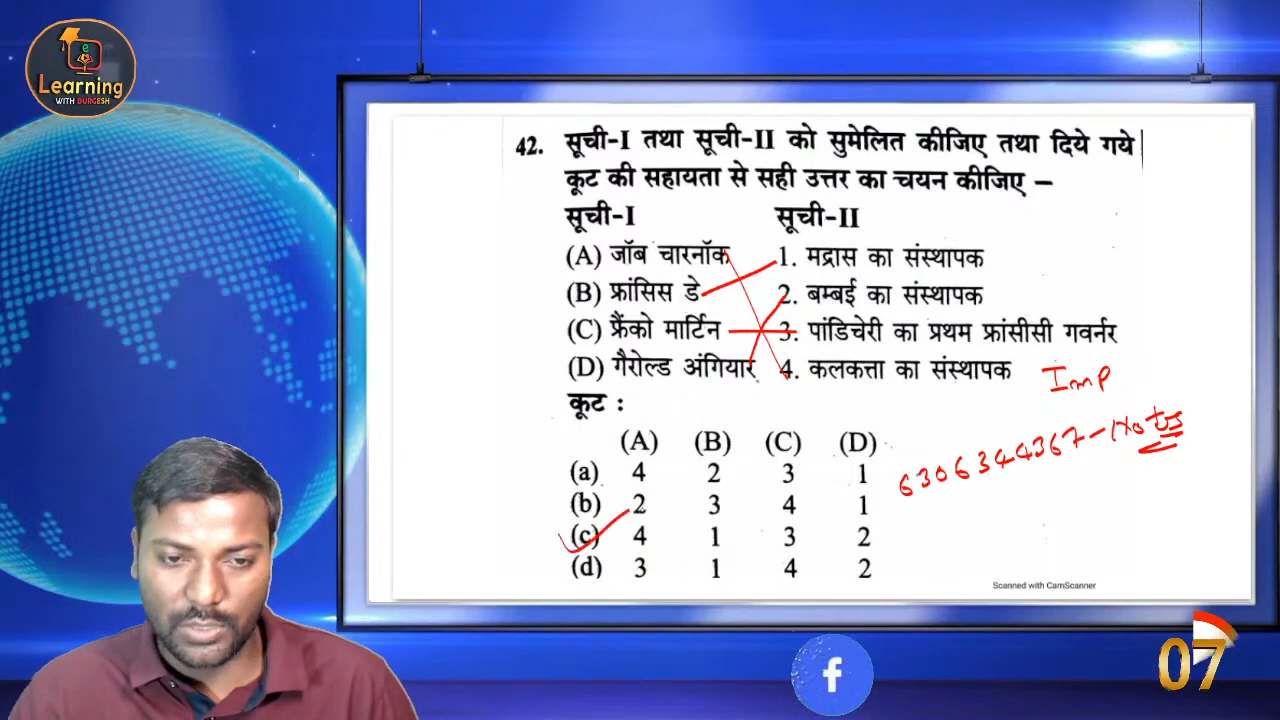 e
Learning
WITH DURGESH
42. सूची-I तथा सूची-II को सुमेलित कीजिए तथा दिये गये
कूट की सहायता से सही उत्तर का चयन कीजिए –
सूची-I सूची-II
(A) जॉब चारनॉक 1. मद्रास का संस्थापक
(B) फ्रांसिस डे 2. बम्बई का संस्थापक
(C) फ्रैंको मार्टिन 3. पांडिचेरी का प्रथम फ्रांसीसी गवर्नर
(D) गैरोल्ड अंगियार 4. कलकत्ता का संस्थापक
Imp
कूट :
6306344367 - Notes
(A) (B) (C) (D)
(a) 4 2 3 1
(b) 2 3 4 1
(c) 4 1 3 2
(d) 3 1 4 2
Scanned with CamScanner
f
07